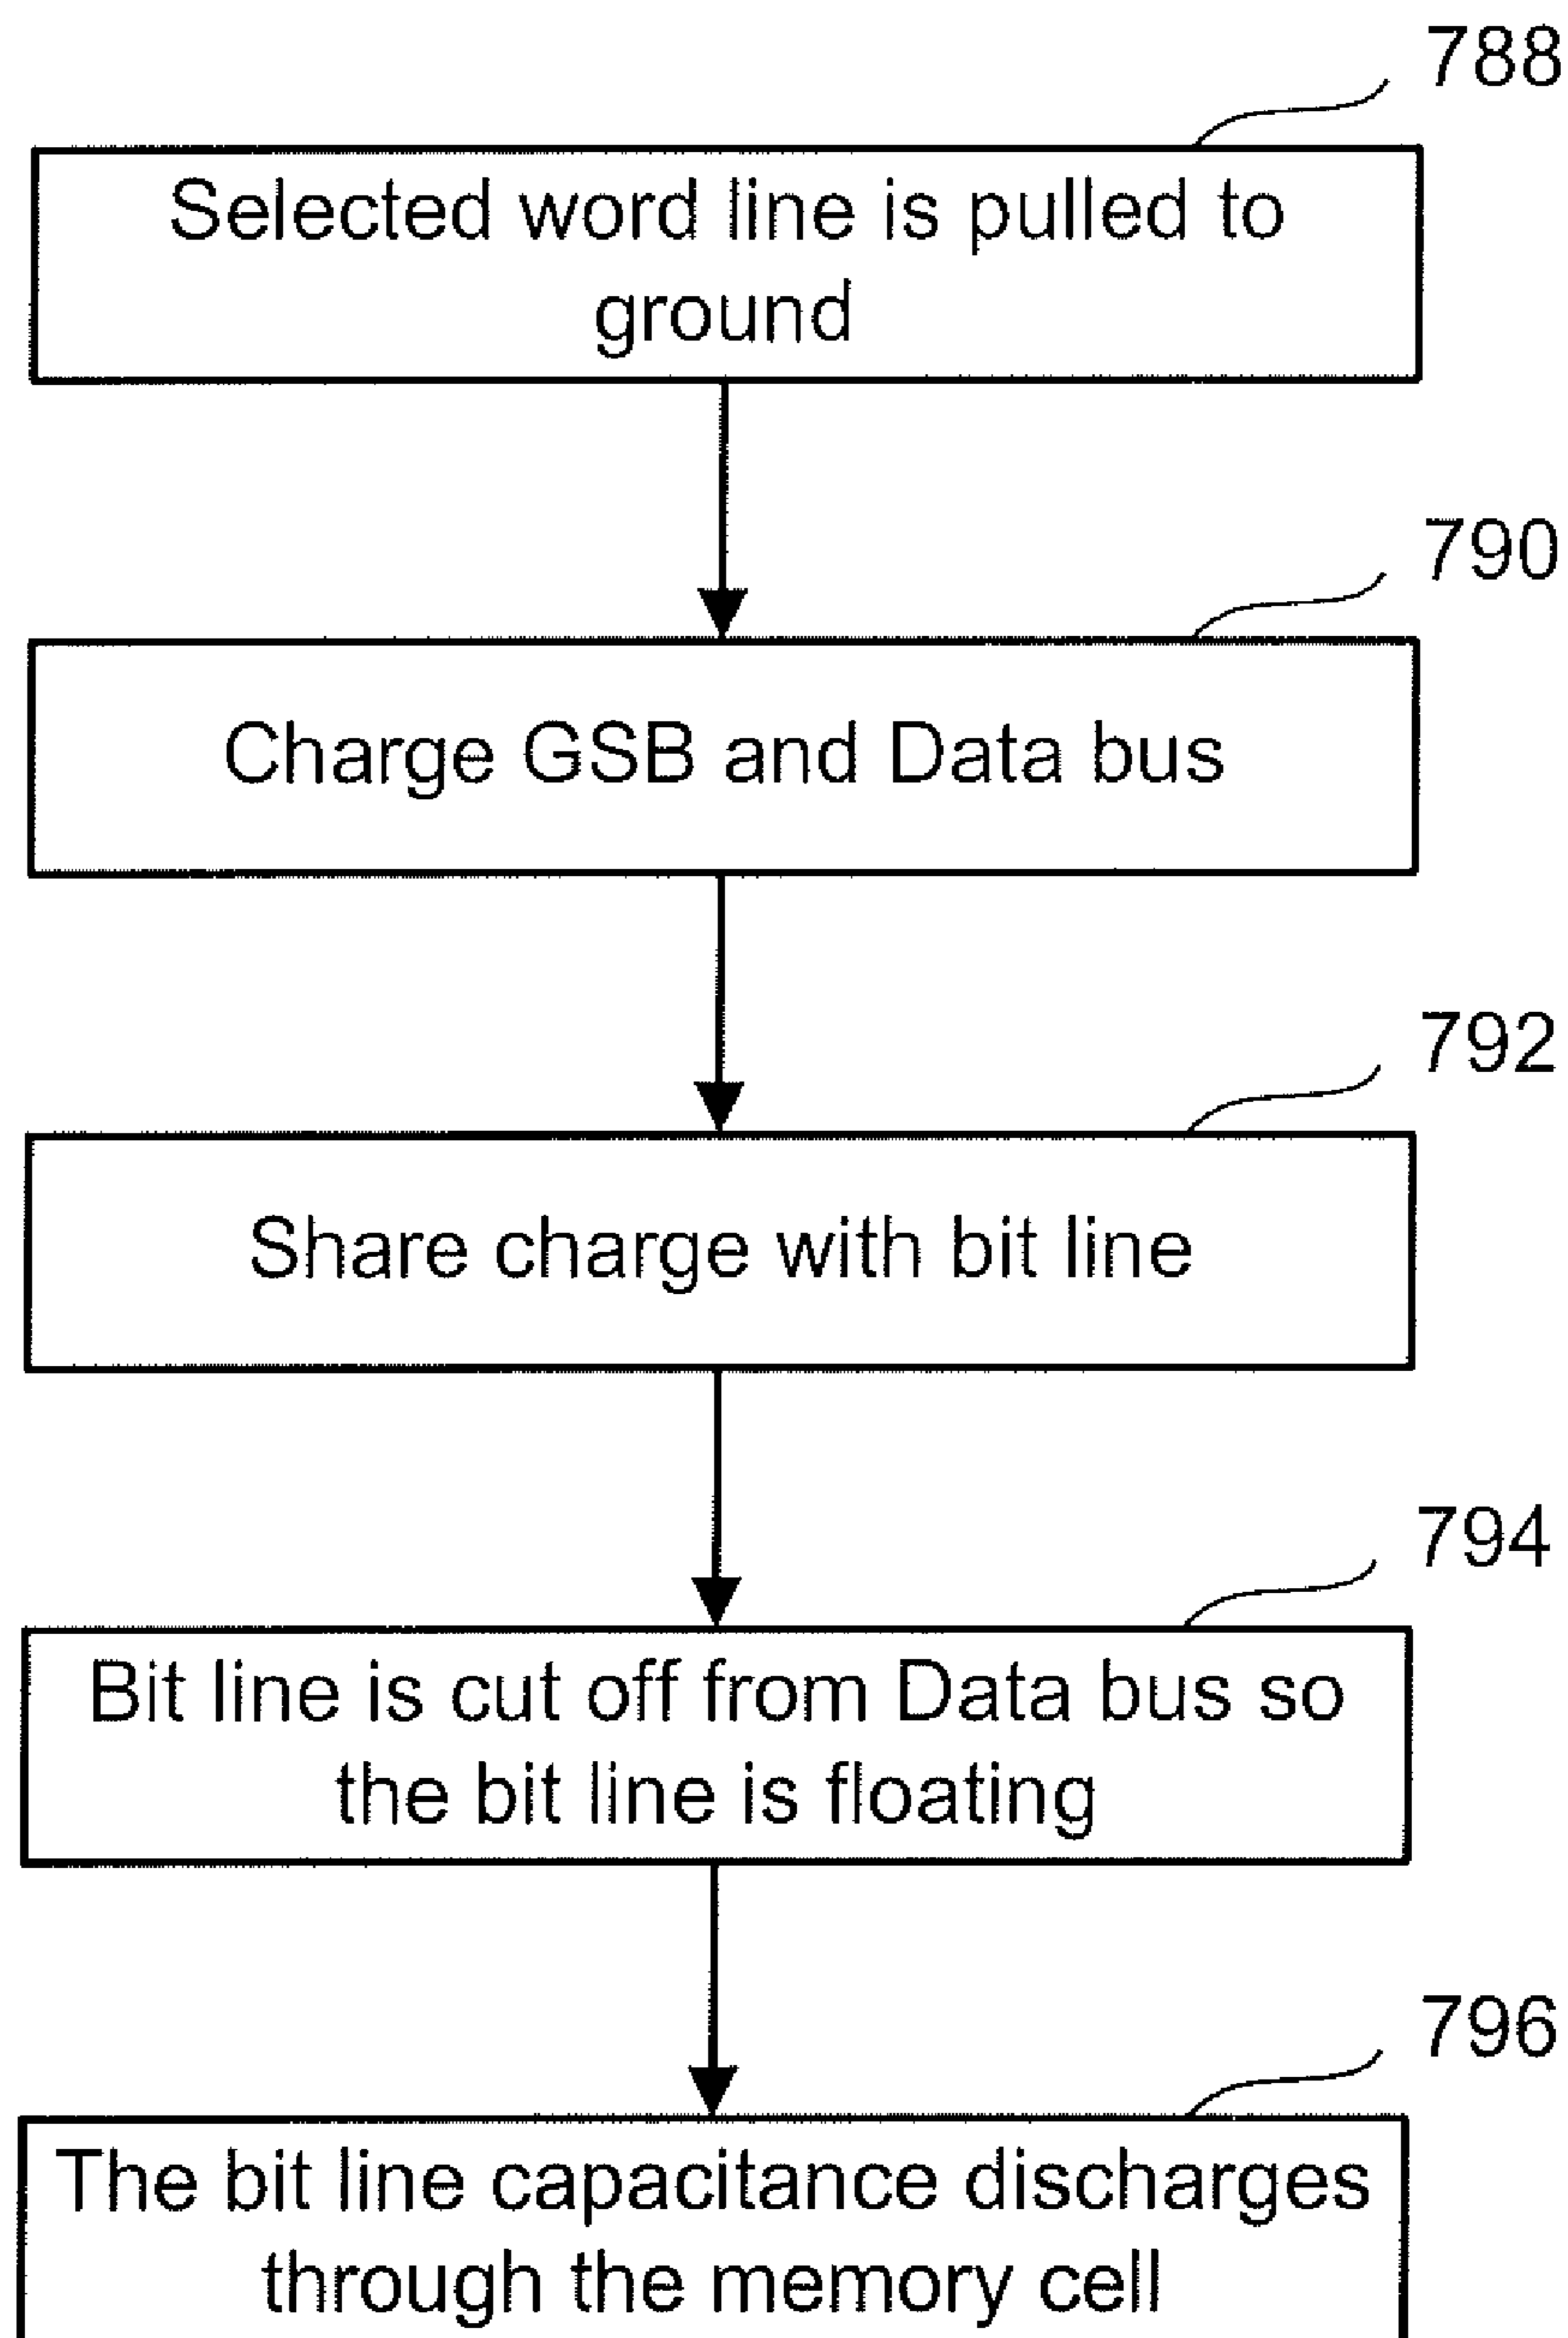 788
Selected word line is pulled to
ground
790
Charge GSB and Data bus
792
Share charge with bit line
794
Bit line is cut off from Data bus so
the bit line is floating
796
The bit line capacitance discharges
through the memory cell